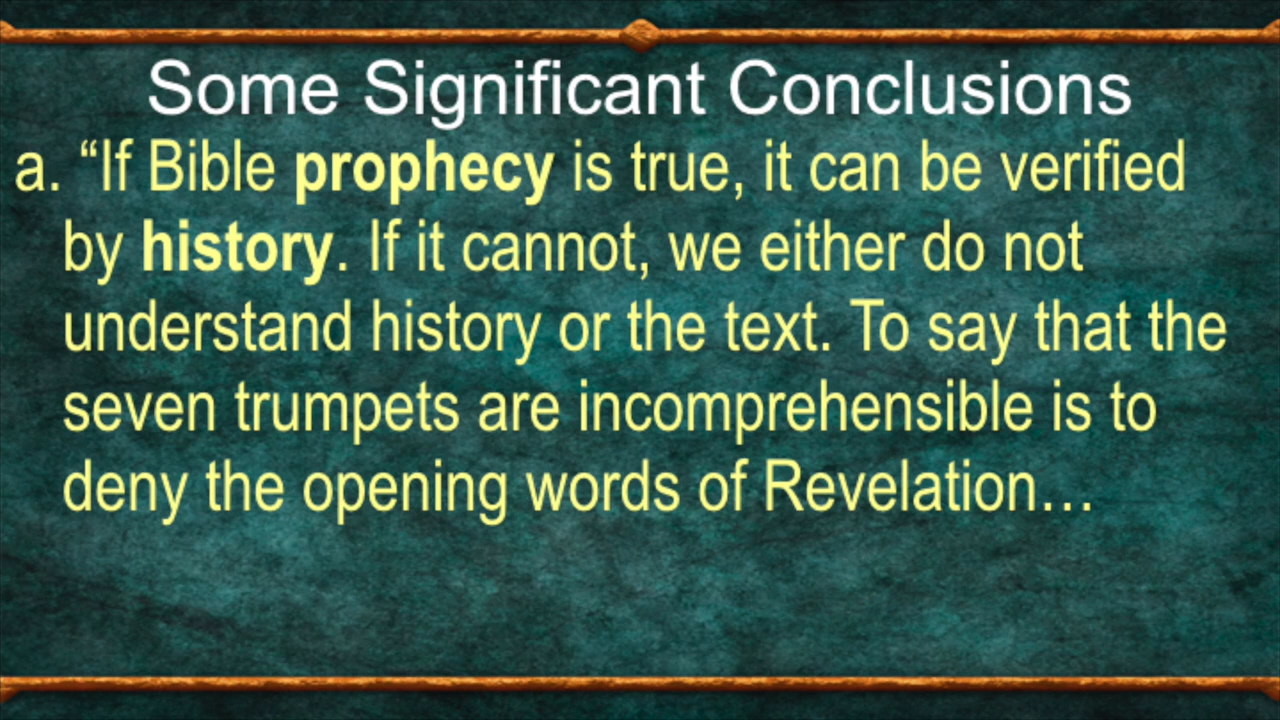 Some Significant Conclusions
a. “If Bible prophecy is true, it can be verified
by history. If it cannot, we either do not
understand history or the text. To say that the
seven trumpets are incomprehensible is to
deny the opening words of Revelation…